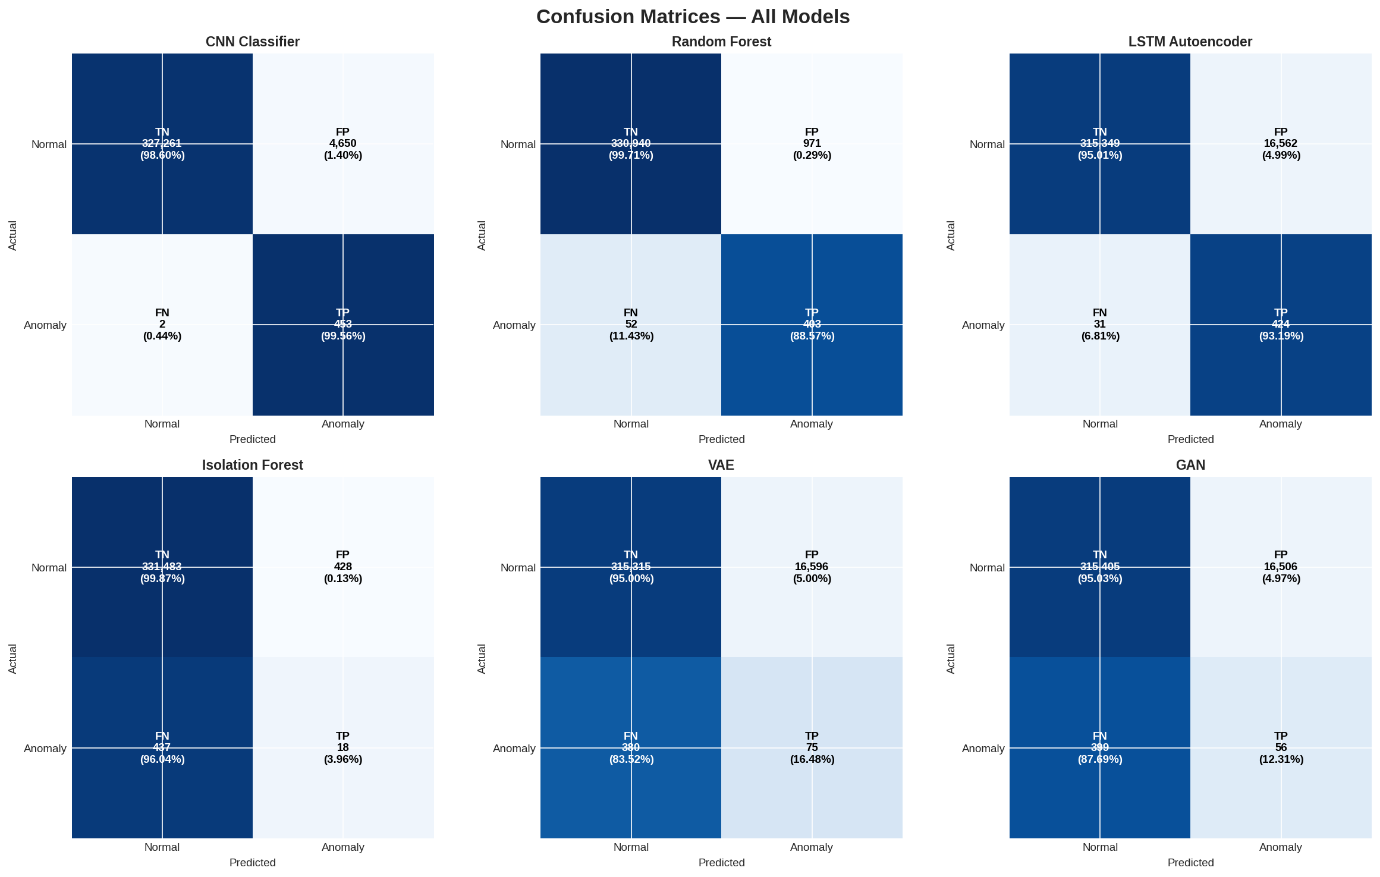 Confusion Matrices — All Models
CNN Classifier
Actual
Normal
Anomaly
TN
327,261
(98.60%)
FP
4,650
(1.40%)
FN
2
(0.44%)
TP
453
(99.56%)
Normal
Anomaly
Predicted
Random Forest
Actual
TN
330,940
(99.71%)
FP
971
(0.29%)
FN
52
(11.43%)
TP
403
(88.57%)
Normal
Anomaly
Predicted
LSTM Autoencoder
Actual
Normal
Anomaly
TN
315,349
(95.01%)
FP
16,562
(4.99%)
FN
31
(6.81%)
TP
424
(93.19%)
Normal
Anomaly
Predicted
Isolation Forest
Actual
Normal
Anomaly
TN
331,483
(99.87%)
FP
428
(0.13%)
FN
437
(96.04%)
TP
18
(3.96%)
Normal
Anomaly
Predicted
VAE
Actual
Normal
Anomaly
TN
315,315
(95.00%)
FP
16,596
(5.00%)
FN
380
(83.52%)
TP
75
(16.48%)
Normal
Anomaly
Predicted
GAN
Actual
Normal
Anomaly
TN
315,405
(95.03%)
FP
16,506
(4.97%)
FN
399
(87.69%)
TP
56
(12.31%)
Normal
Anomaly
Predicted